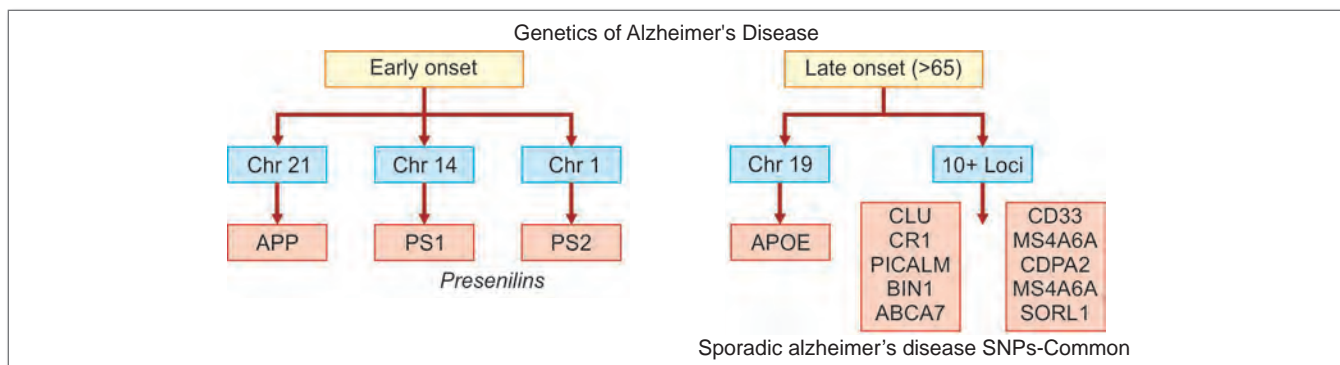 Genetics of Alzheimer's Disease
Early onset
Late onset (>65)
Chr 21
Chr 14
Chr 1
Chr 19
10+ Loci
APP
PS1
PS2
Presenilins
APOE
CLU
CR1
PICALM
BIN1
ABCA7
CD33
MS4A6A
CDPA2
MS4A6A
SORL1
Sporadic alzheimer’s disease SNPs-Common